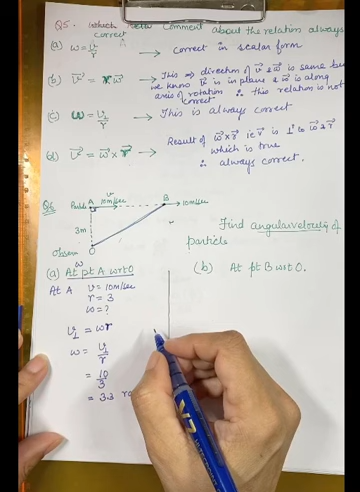 Q5. Which below Comment about the relation always
correct
(a) ω = v/r → Correct in scalar form
(b) v⃗ = r ω⃗ → This ⇒ direction of v⃗ & ω⃗ is same but
we know v⃗ is in plane & ω⃗ is along
axis of rotation ∴ this relation is not
correct
(c) ω = v⊥/r → This is always correct
(d) v⃗ = ω⃗ × r⃗ → Result of ω⃗ × r⃗ ie v⃗ is ⊥ʳ to ω⃗ & r⃗
which is true
∴ always correct.
Q6. Particle A v 10m/sec B 10m/sec
3m
Observer O
ω
Find angular velocity of
particle
(a) At pt A wrt O
(b) At pt B wrt O.
At A v = 10m/sec
r = 3
ω = ?
v⊥ = ωr
ω = v⊥/r
= 10/3
= 3.3